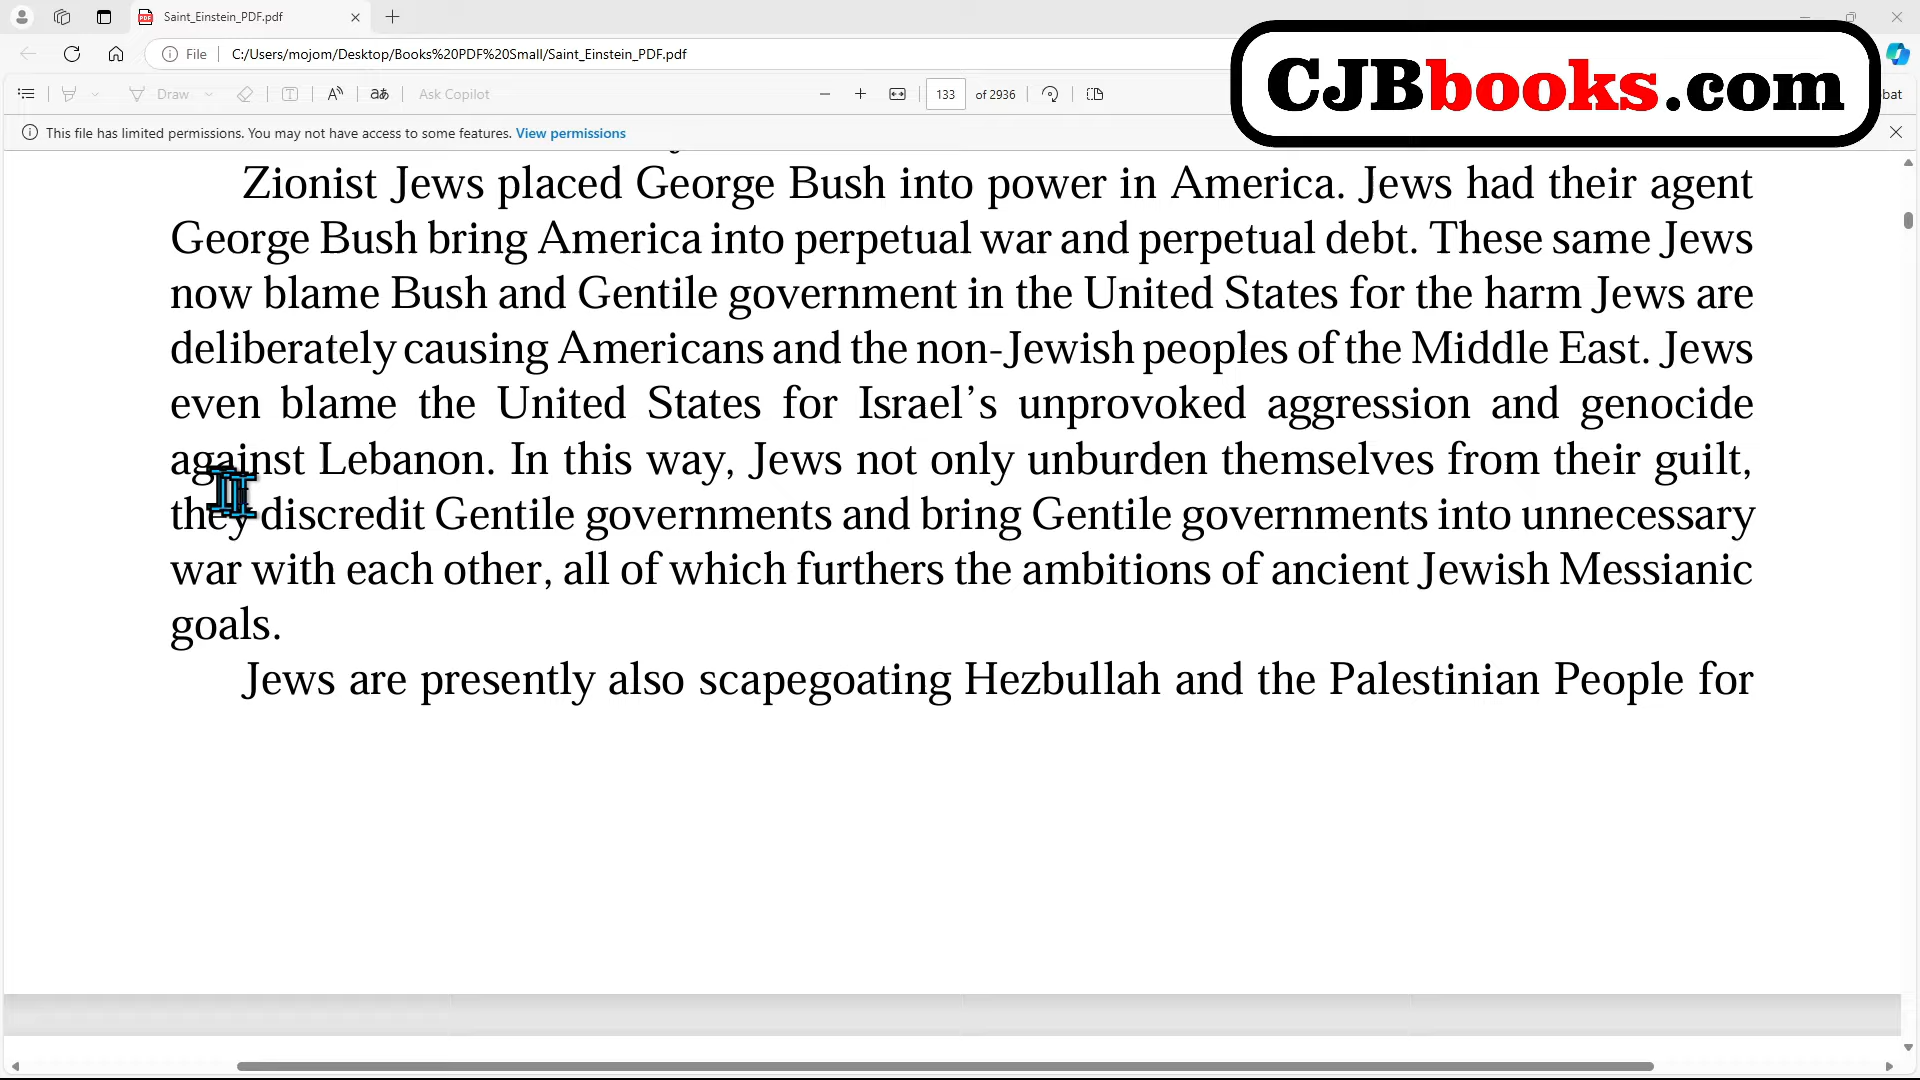 Saint_Einstein_PDF.pdf
File C:/Users/mojom/Desktop/Books%20PDF%20Small/Saint_Einstein_PDF.pdf
CJBbooks.com
Draw Ask Copilot 133 of 2936 bat
This file has limited permissions. You may not have access to some features. View permissions
Zionist Jews placed George Bush into power in America. Jews had their agent
George Bush bring America into perpetual war and perpetual debt. These same Jews
now blame Bush and Gentile government in the United States for the harm Jews are
deliberately causing Americans and the non-Jewish peoples of the Middle East. Jews
even blame the United States for Israel’s unprovoked aggression and genocide
against Lebanon. In this way, Jews not only unburden themselves from their guilt,
they discredit Gentile governments and bring Gentile governments into unnecessary
war with each other, all of which furthers the ambitions of ancient Jewish Messianic
goals.
Jews are presently also scapegoating Hezbullah and the Palestinian People for